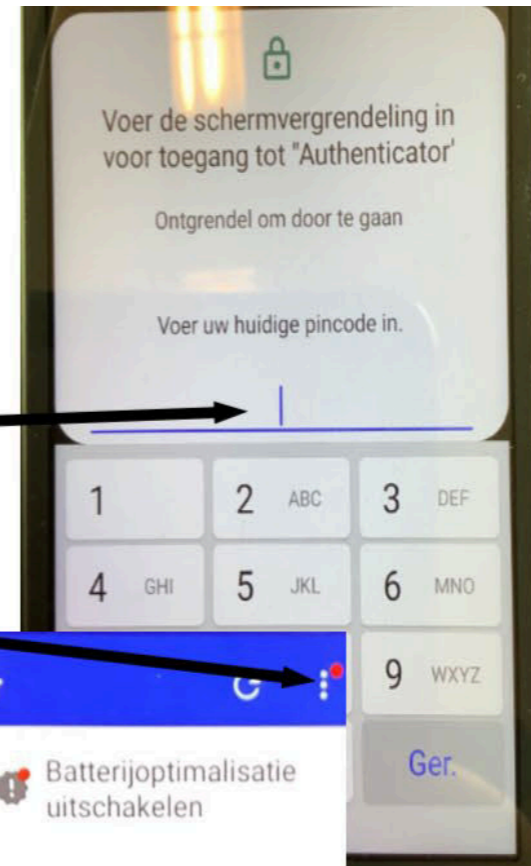 Voer de schermvergrendeling in
voor toegang tot "Authenticator'
Ontgrendel om door te gaan
Voer uw huidige pincode in.
1
2 ABC
3 DEF
4 GHI
5 JKL
6 MNO
9 WXYZ
Ger.
Batterijoptimalisatie
uitschakelen